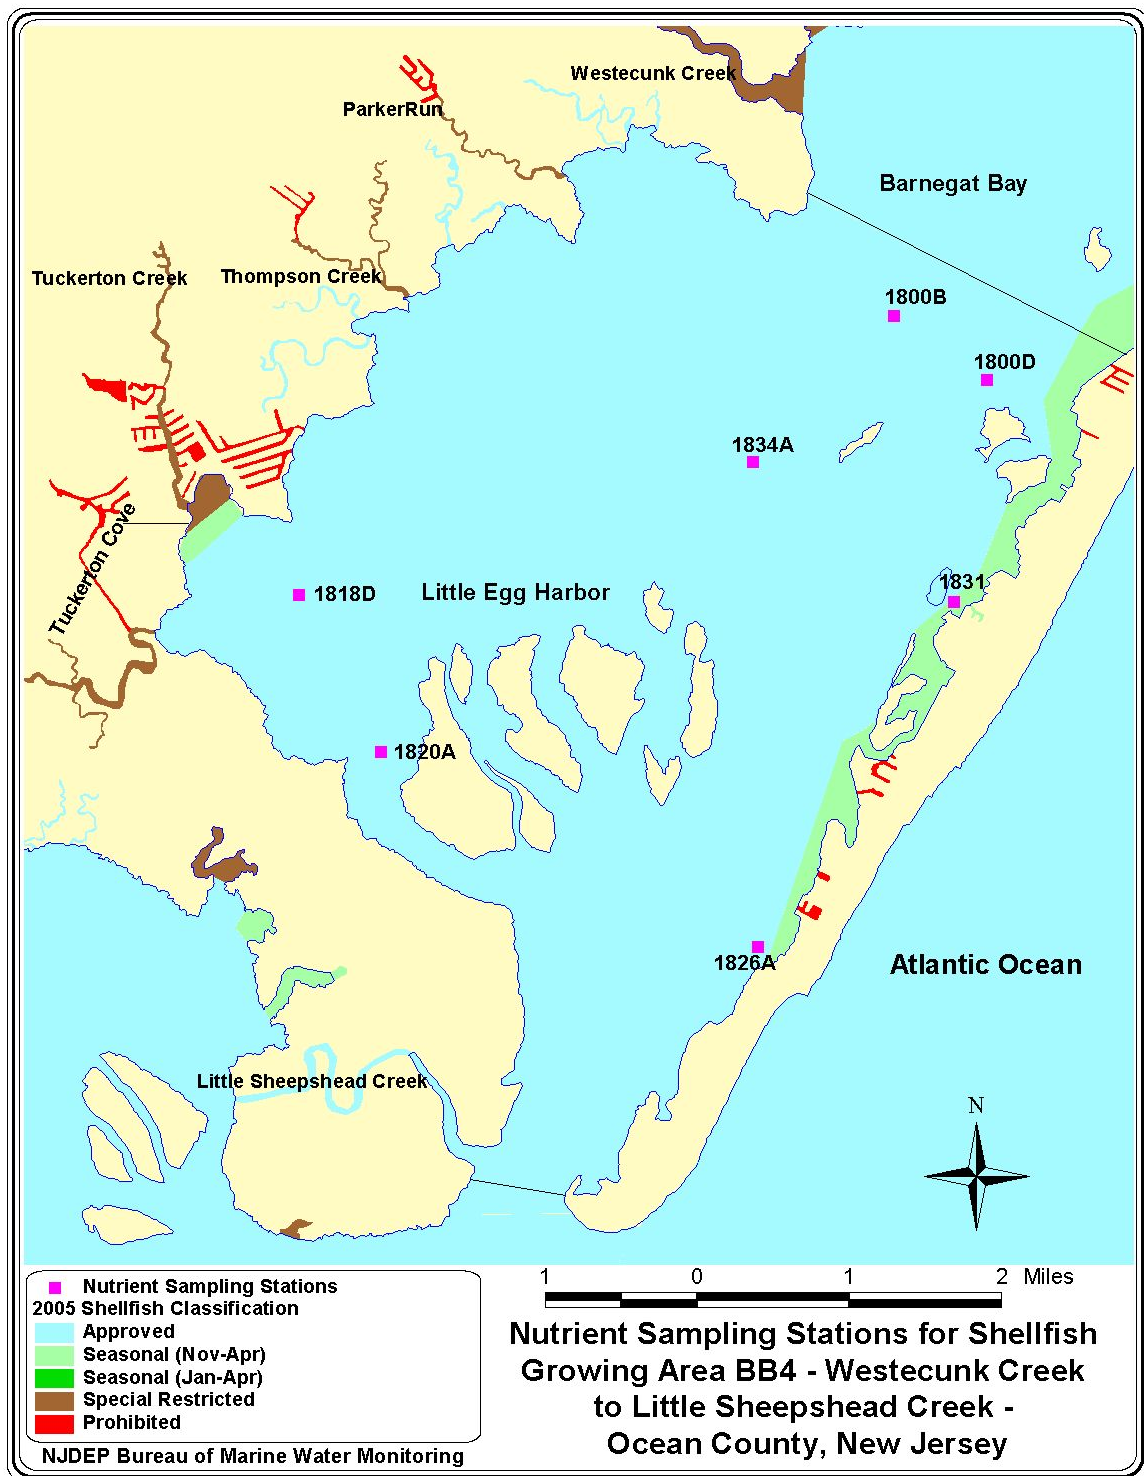 Westecunk Creek
ParkerRun
Barnegat Bay
Tuckerton Creek
Thompson Creek
1800B
1800D
1834A
Tuckerton Cove
1831
1818D
Little Egg Harbor
1820A
1826A
Atlantic Ocean
Little Sheepshead Creek
N
1 0 1 2 Miles
Nutrient Sampling Stations
2005 Shellfish Classification
Approved
Seasonal (Nov-Apr)
Seasonal (Jan-Apr)
Special Restricted
Prohibited
NJDEP Bureau of Marine Water Monitoring
Nutrient Sampling Stations for Shellfish
Growing Area BB4 - Westecunk Creek
to Little Sheepshead Creek -
Ocean County, New Jersey